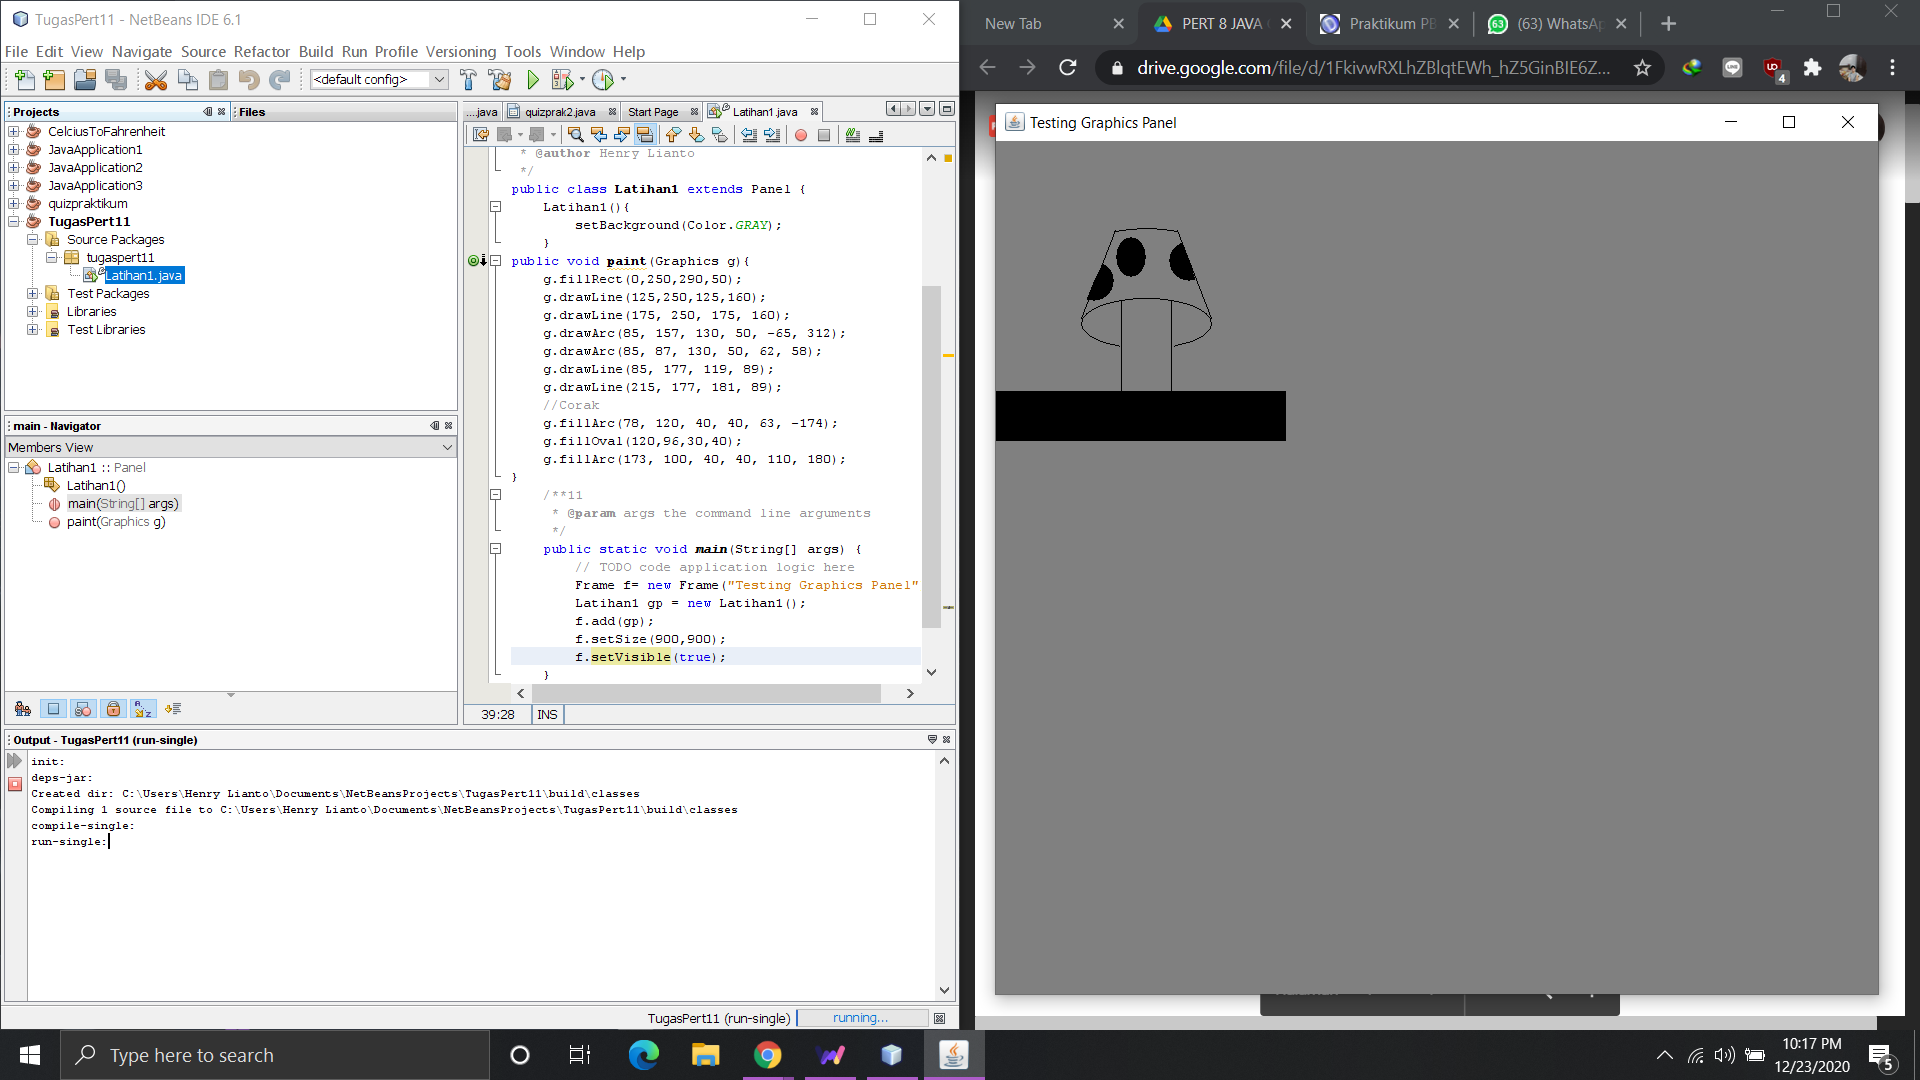 TugasPert11 - NetBeans IDE 6.1
File Edit View Navigate Source Refactor Build Run Profile Versioning Tools Window Help
<default config>
Projects
Files
CelciusToFahrenheit
JavaApplication1
JavaApplication2
JavaApplication3
quizpraktikum
TugasPert11
Source Packages
tugaspert11
Latihan1.java
Test Packages
Libraries
Test Libraries
main - Navigator
Members View
Latihan1 :: Panel
Latihan1()
main(String[] args)
paint(Graphics g)
....java
quizprak2.java
Start Page
Latihan1.java
* @author Henry Lianto
*/
public class Latihan1 extends Panel {
Latihan1(){
setBackground(Color.GRAY);
}
public void paint(Graphics g){
g.fillRect(0,250,290,50);
g.drawLine(125,250,125,160);
g.drawLine(175, 250, 175, 160);
g.drawArc(85, 157, 130, 50, -65, 312);
g.drawArc(85, 87, 130, 50, 62, 58);
g.drawLine(85, 177, 119, 89);
g.drawLine(215, 177, 181, 89);
//Corak
g.fillArc(78, 120, 40, 40, 63, -174);
g.fillOval(120,96,30,40);
g.fillArc(173, 100, 40, 40, 110, 180);
}
/**11
* @param args the command line arguments
*/
public static void main(String[] args) {
// TODO code application logic here
Frame f= new Frame("Testing Graphics Panel"
Latihan1 gp = new Latihan1();
f.add(gp);
f.setSize(900,900);
f.setVisible(true);
}
39:28
INS
Output - TugasPert11 (run-single)
init:
deps-jar:
Created dir: C:\Users\Henry Lianto\Documents\NetBeansProjects\TugasPert11\build\classes
Compiling 1 source file to C:\Users\Henry Lianto\Documents\NetBeansProjects\TugasPert11\build\classes
compile-single:
run-single:
TugasPert11 (run-single)
running...
New Tab
PERT 8 JAVA
Praktikum PB
(63) WhatsAp
drive.google.com/file/d/1FkivwRXLhZBlqtEWh_hZ5GinBIE6Z...
4
Testing Graphics Panel
Type here to search
10:17 PM
12/23/2020
5